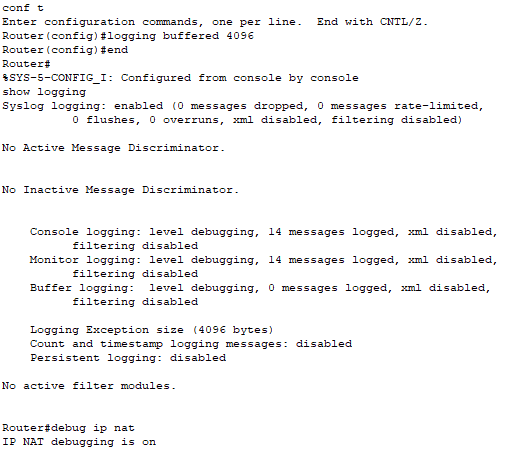 conf t
Enter configuration commands, one per line.  End with CNTL/Z.
Router(config)#logging buffered 4096
Router(config)#end
Router#
%SYS-5-CONFIG_I: Configured from console by console
show logging
Syslog logging: enabled (0 messages dropped, 0 messages rate-limited,
          0 flushes, 0 overruns, xml disabled, filtering disabled)
No Active Message Discriminator.
No Inactive Message Discriminator.
    Console logging: level debugging, 14 messages logged, xml disabled,
          filtering disabled
    Monitor logging: level debugging, 14 messages logged, xml disabled,
          filtering disabled
    Buffer logging:  level debugging, 0 messages logged, xml disabled,
          filtering disabled
    Logging Exception size (4096 bytes)
    Count and timestamp logging messages: disabled
    Persistent logging: disabled
No active filter modules.
Router#debug ip nat
IP NAT debugging is on